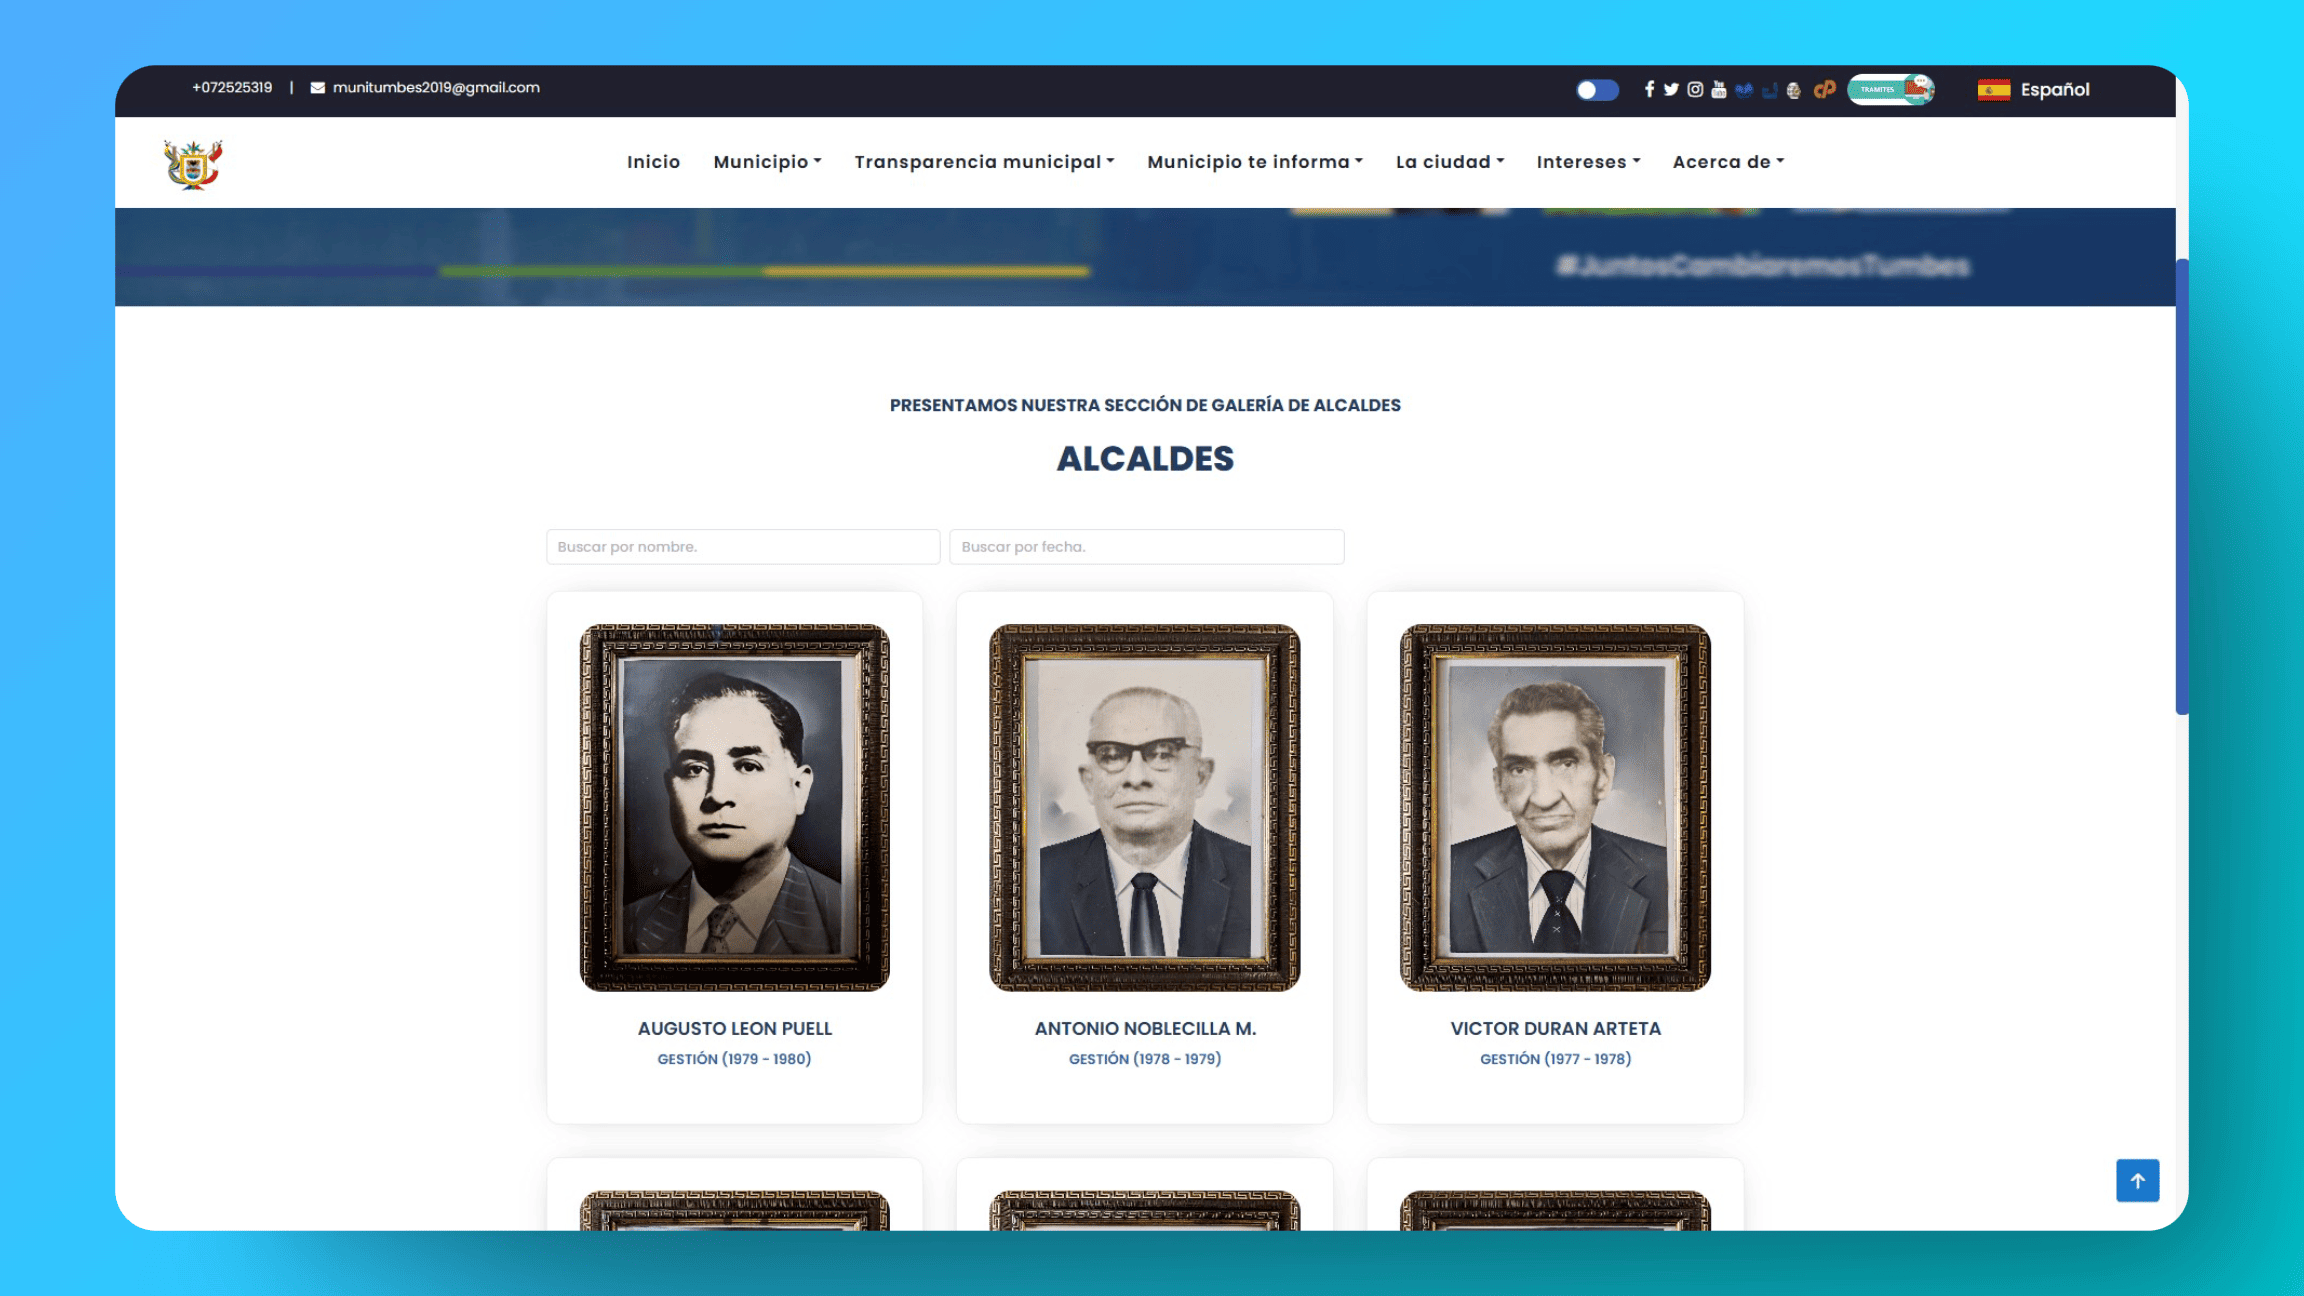 +072525319 | munitumbes2019@gmail.com
TRAMITES
Español
Inicio Municipio Transparencia municipal Municipio te informa La ciudad Intereses Acerca de
#JuntosCambiaremosTumbes
PRESENTAMOS NUESTRA SECCIÓN DE GALERÍA DE ALCALDES
ALCALDES
Buscar por nombre. Buscar por fecha.
AUGUSTO LEON PUELL
GESTIÓN (1979 - 1980)
ANTONIO NOBLECILLA M.
GESTIÓN (1978 - 1979)
VICTOR DURAN ARTETA
GESTIÓN (1977 - 1978)